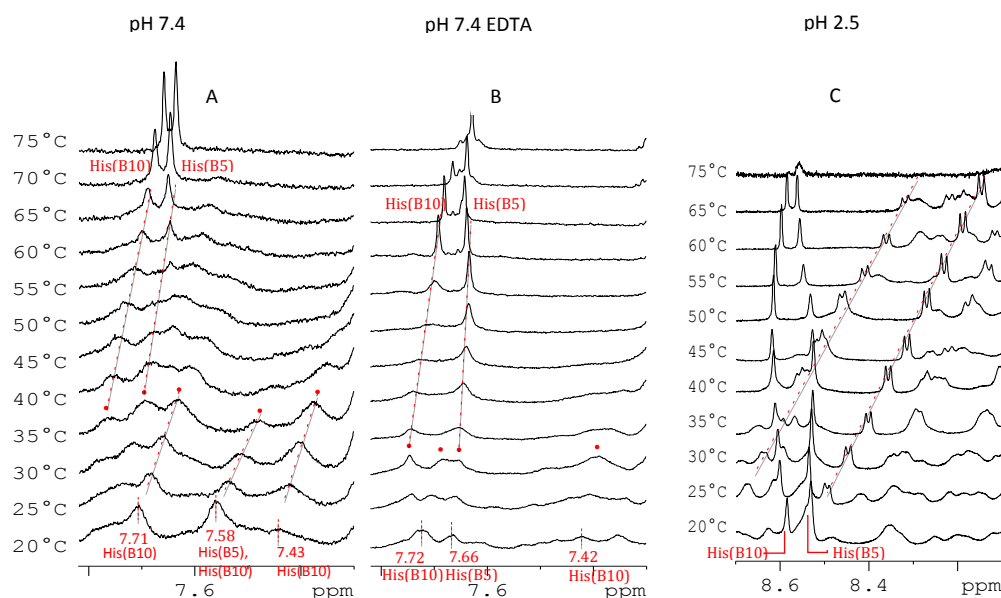 pH 7.4
pH 7.4 EDTA
pH 2.5
A
B
C
75°C
70°C
65°C
60°C
55°C
50°C
45°C
40°C
35°C
30°C
25°C
20°C
His(B10)
His(B5)
7.71
His(B10)
7.58
His(B5),
His(B10)
7.43
His(B10)
7.6
ppm
His(B10)
His(B5)
7.72
His(B10)
7.66
His(B5)
7.42
His(B10)
7.6
ppm
75°C
65°C
60°C
55°C
50°C
45°C
40°C
35°C
30°C
25°C
20°C
His(B10)
His(B5)
8.6
8.4
8.2
ppm